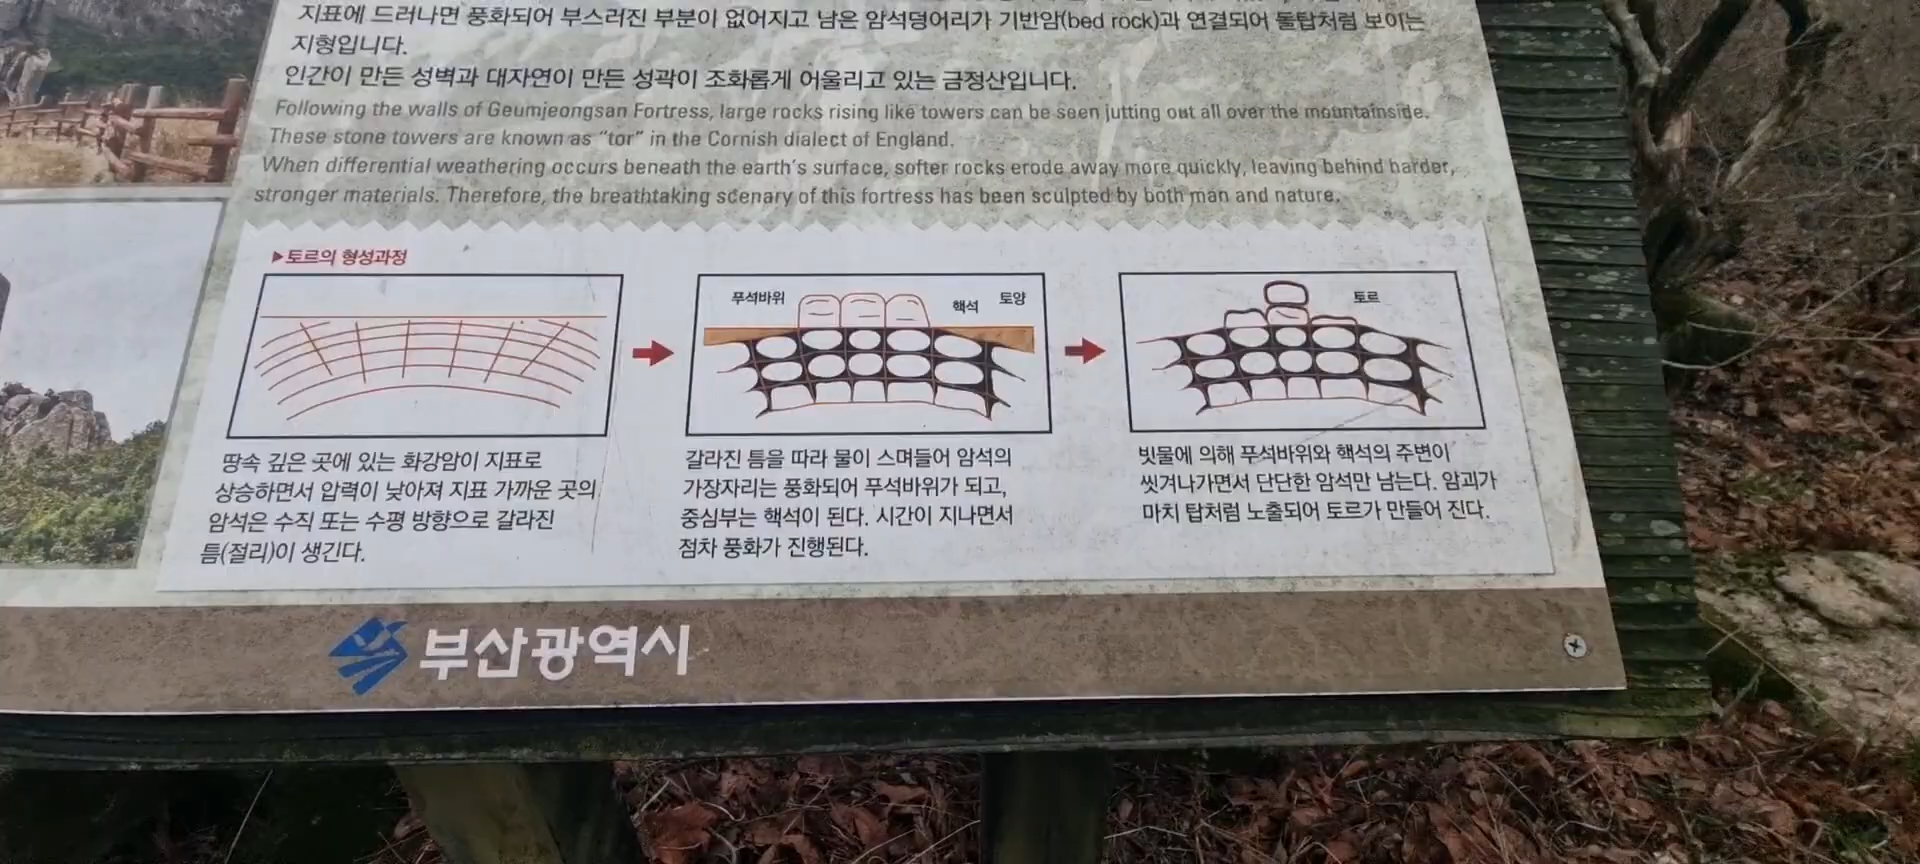 지표에 드러나면 풍화되어 부스러진 부분이 없어지고 남은 암석덩어리가 기반암(bed rock)과 연결되어 돌탑처럼 보이는
지형입니다.
인간이 만든 성벽과 대자연이 만든 성곽이 조화롭게 어울리고 있는 금정산입니다.
Following the walls of Geumjeongsan Fortress, large rocks rising like towers can be seen jutting out all over the mountainside.
These stone towers are known as “tor” in the Cornish dialect of England.
When differential weathering occurs beneath the earth's surface, softer rocks erode away more quickly, leaving behind harder,
stronger materials. Therefore, the breathtaking scenary of this fortress has been sculpted by both man and nature.
▶토르의 형성과정
푸석바위
핵석
토양
토르
땅속 깊은 곳에 있는 화강암이 지표로
상승하면서 압력이 낮아져 지표 가까운 곳의
암석은 수직 또는 수평 방향으로 갈라진
틈(절리)이 생긴다.
갈라진 틈을 따라 물이 스며들어 암석의
가장자리는 풍화되어 푸석바위가 되고,
중심부는 핵석이 된다. 시간이 지나면서
점차 풍화가 진행된다.
빗물에 의해 푸석바위와 핵석의 주변이
씻겨나가면서 단단한 암석만 남는다. 암괴가
마치 탑처럼 노출되어 토르가 만들어 진다.
부산광역시